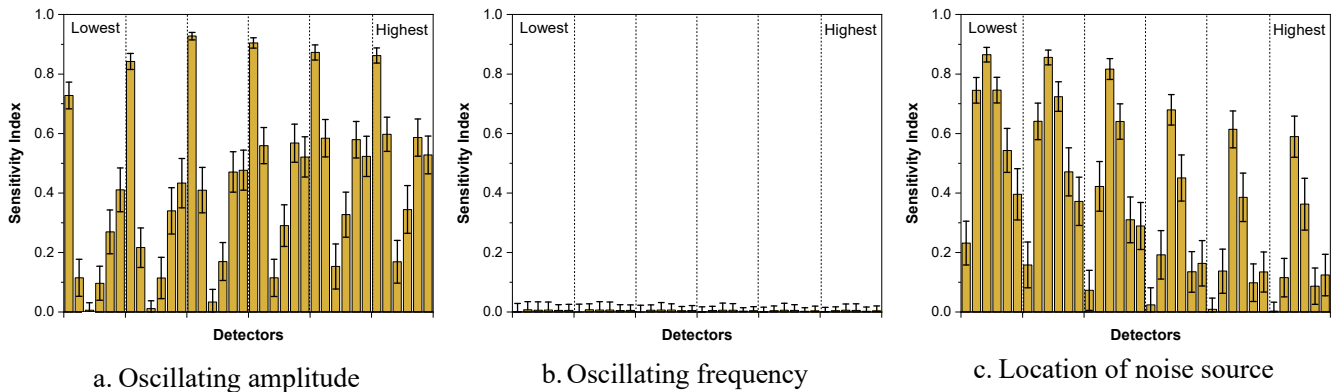 Lowest
Highest
1.0
0.8
0.6
0.4
0.2
0.0
Sensitivity Index
Detectors
a. Oscillating amplitude
Lowest
Highest
1.0
0.8
0.6
0.4
0.2
0.0
Sensitivity Index
Detectors
b. Oscillating frequency
Lowest
Highest
1.0
0.8
0.6
0.4
0.2
0.0
Sensitivity Index
Detectors
c. Location of noise source